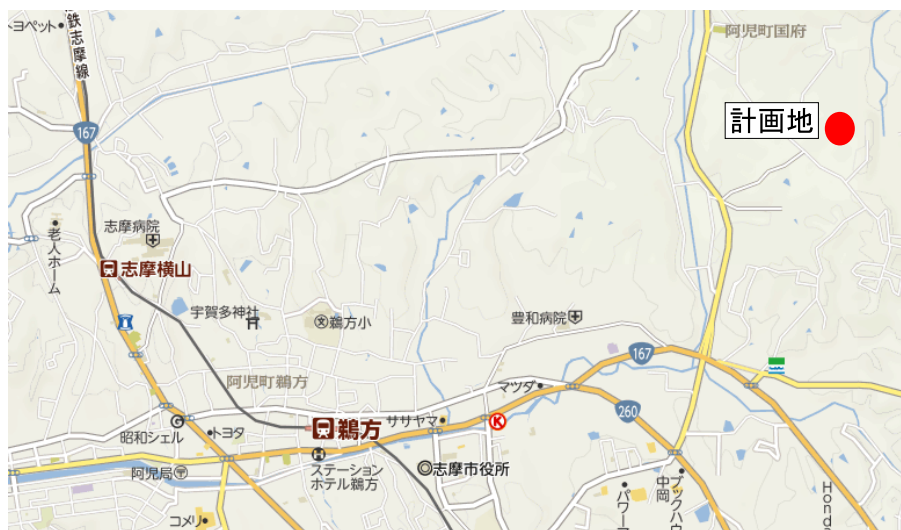 トヨペット
鉄志摩線
阿児町国府
計画地
167
志摩病院
老人ホーム
志摩横山
宇賀多神社
文
鵜方小
豊和病院
167
阿児町鵜方
マツダ
260
G
ササヤマ
K
トヨタ
鵜方
昭和シェル
H
ステーション
ホテル鵜方
志摩市役所
阿児局
コメリ
パワーコ
ブックハウ
中岡
Honda